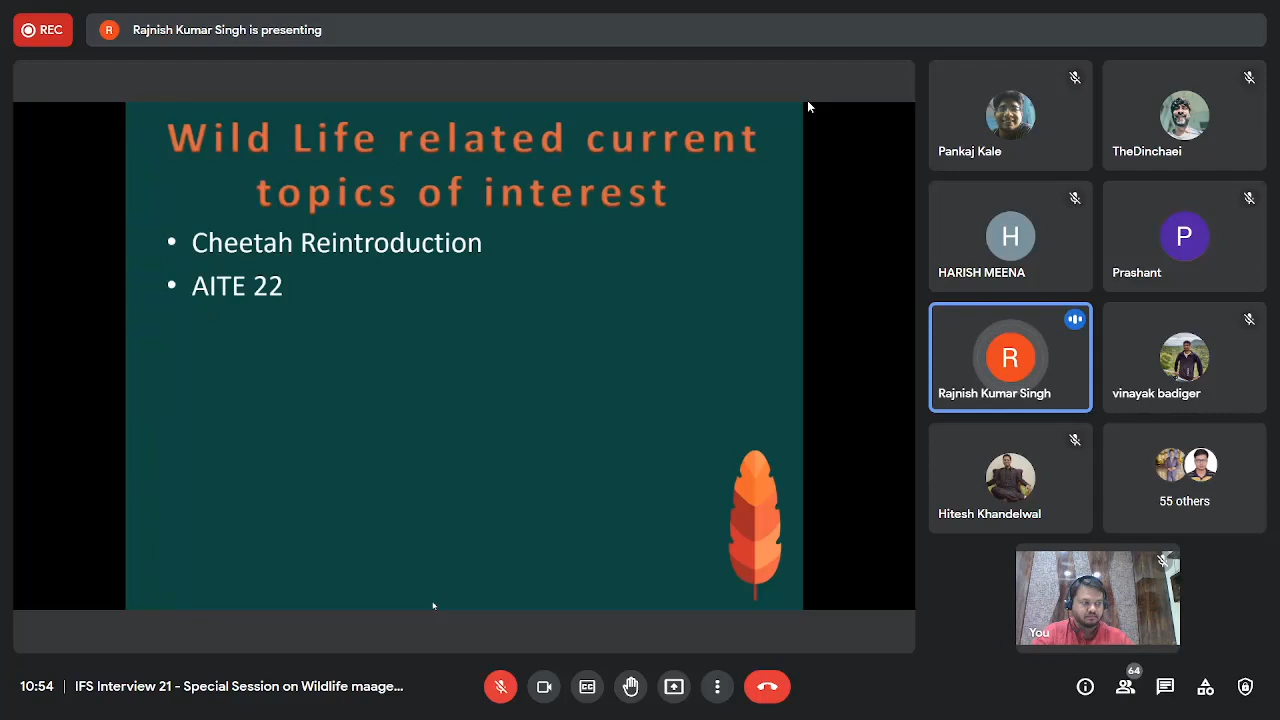 REC
R
Rajnish Kumar Singh is presenting
Wild Life related current
topics of interest
• Cheetah Reintroduction
• AITE 22
Pankaj Kale
TheDinchaei
H
HARISH MEENA
P
Prashant
R
Rajnish Kumar Singh
vinayak badiger
Hitesh Khandelwal
55 others
You
10:54
IFS Interview 21 - Special Session on Wildlife maage...
CC
64